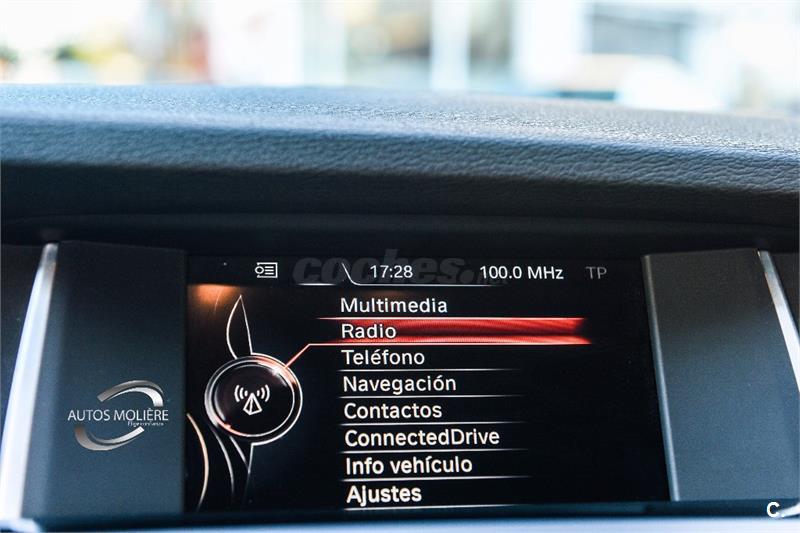 coches.net
17:28 100.0 MHz TP
Multimedia
Radio
Teléfono
Navegación
Contactos
ConnectedDrive
Info vehículo
Ajustes
AUTOS MOLIÈRE
C.